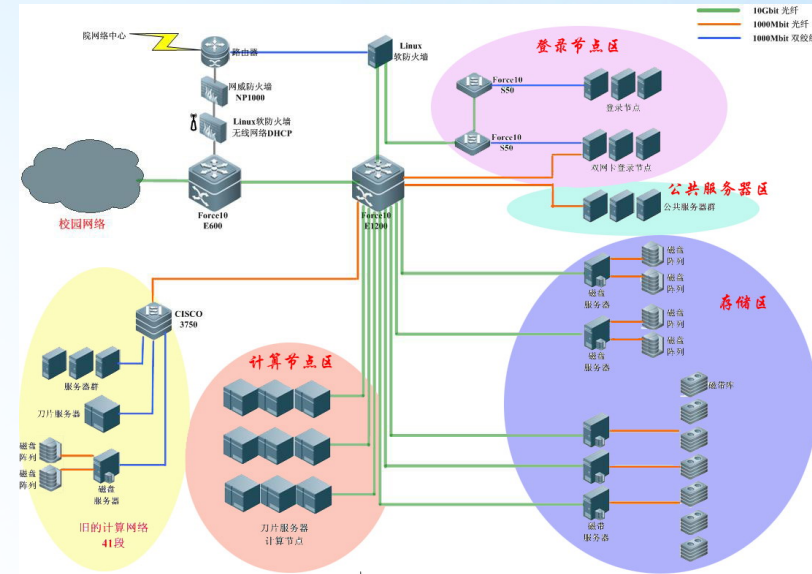 10Gbit 光纤
1000Mbit 光纤
1000Mbit 双绞线
院网络中心
路由器
Linux
软防火墙
登录节点区
网威防火墙
NP1000
Force10
S50
登录节点
Linux软防火墙
无线网络DHCP
Force10
S50
双网卡登录节点
校园网络
Force10
E600
Force10
E1200
公共服务器区
公共服务器群
磁盘
阵列
磁盘
阵列
磁盘
服务器
存储区
磁盘
阵列
磁盘
阵列
磁盘
服务器
CISCO
3750
服务器群
刀片服务器
磁盘
阵列
磁盘
阵列
磁盘
服务器
旧的计算网络
41段
计算节点区
刀片服务器
计算节点
磁带库
磁带
服务器